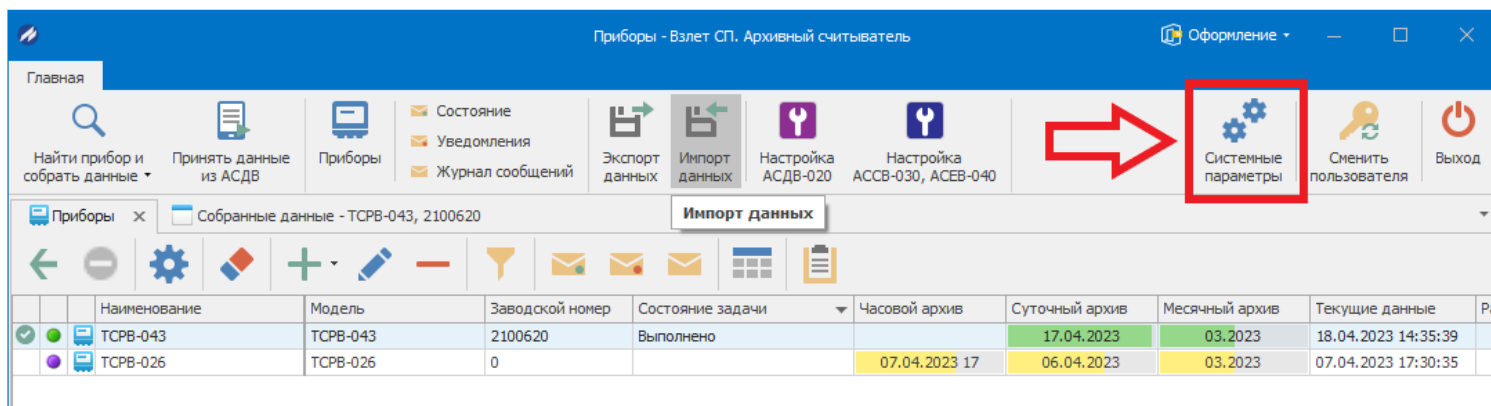 Приборы - Взлет СП. Архивный считыватель
Оформление
Главная
Найти прибор и
собрать данные
Принять данные
из АСДВ
Приборы
Состояние
Уведомления
Журнал сообщений
Экспорт
данных
Импорт
данных
Настройка
АСДВ-020
Настройка
АССВ-030, АСЕВ-040
Системные
параметры
Сменить
пользователя
Выход
Приборы
Собранные данные - ТСРВ-043, 2100620
Импорт данных
Наименование Модель Заводской номер Состояние задачи Часовой архив Суточный архив Месячный архив Текущие данные
ТСРВ-043 ТСРВ-043 2100620 Выполнено 17.04.2023 03.2023 18.04.2023 14:35:39
ТСРВ-026 ТСРВ-026 0 07.04.2023 17 06.04.2023 03.2023 07.04.2023 17:30:35